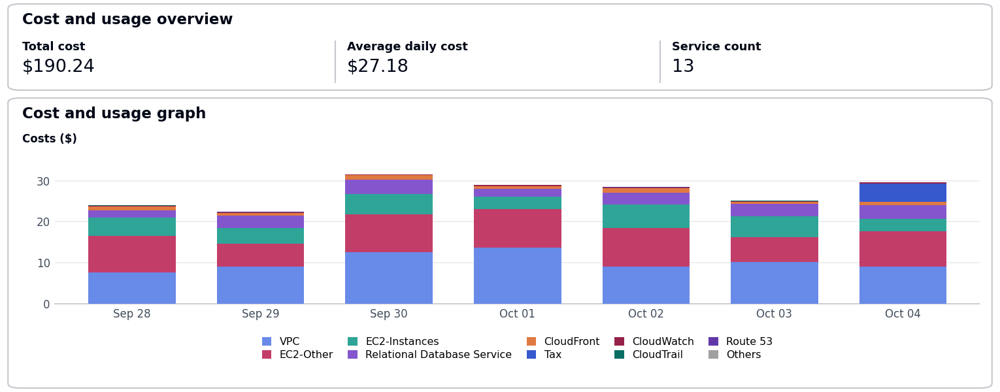 Cost and usage overview
Total cost
Average daily cost
Service count
$190.24
$27.18
13
Cost and usage graph
Costs ($)
30
20
10
0
Sep 28
Sep 29
Sep 30
Oct 01
Oct 02
Oct 03
Oct 04
VPC
EC2-Instances
CloudFront
CloudWatch
Route 53
EC2-Other
Relational Database Service
Tax
CloudTrail
Others